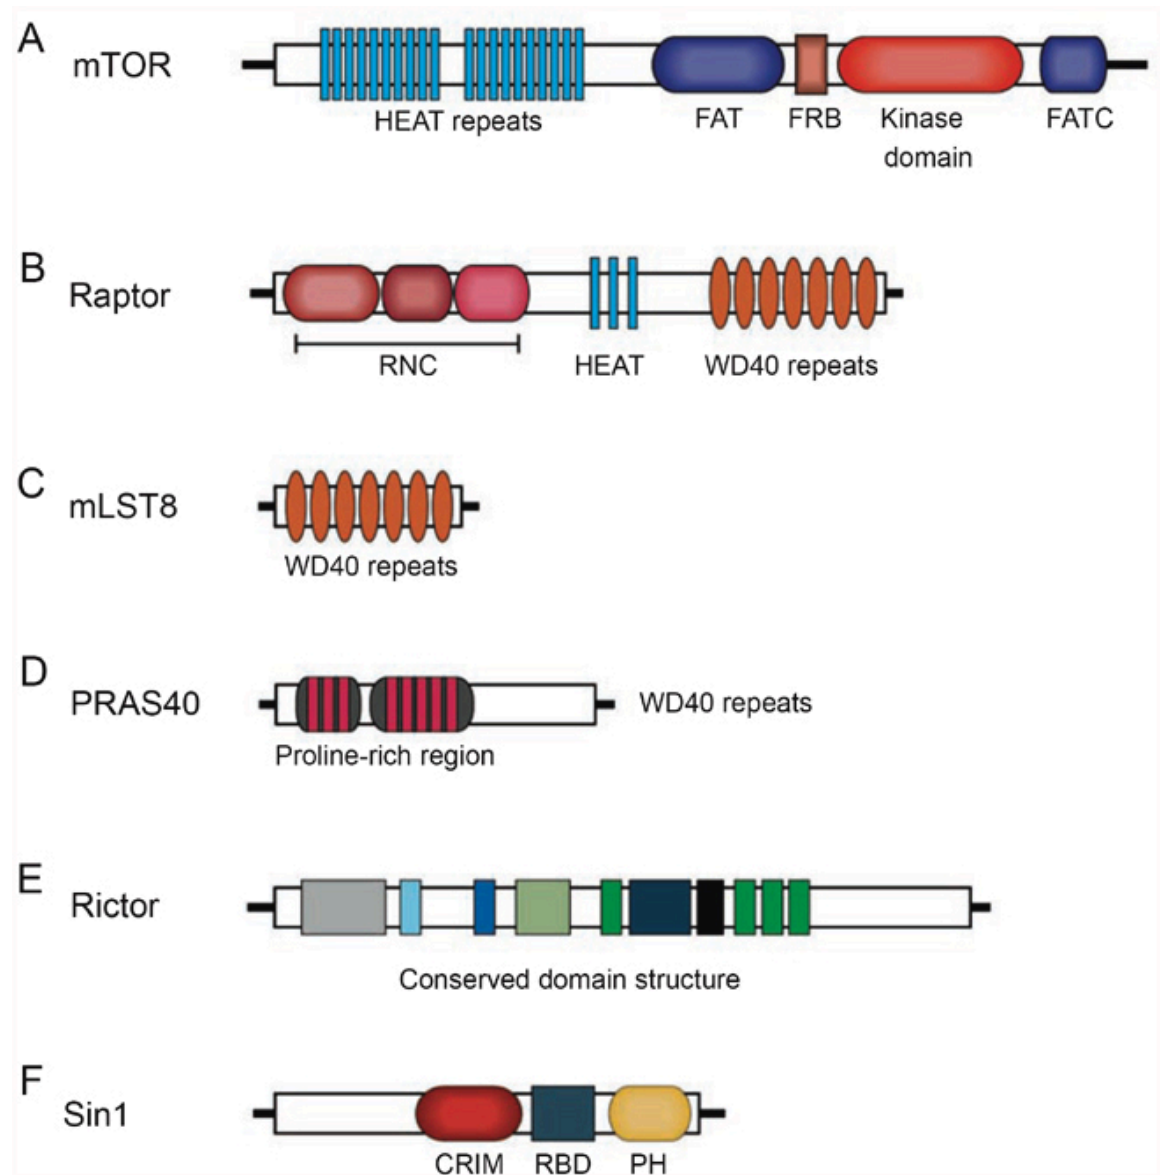 A
mTOR
HEAT repeats
FAT
FRB
Kinase
domain
FATC
B
Raptor
RNC
HEAT
WD40 repeats
C
mLST8
WD40 repeats
D
PRAS40
WD40 repeats
Proline-rich region
E
Rictor
Conserved domain structure
F
Sin1
CRIM
RBD
PH